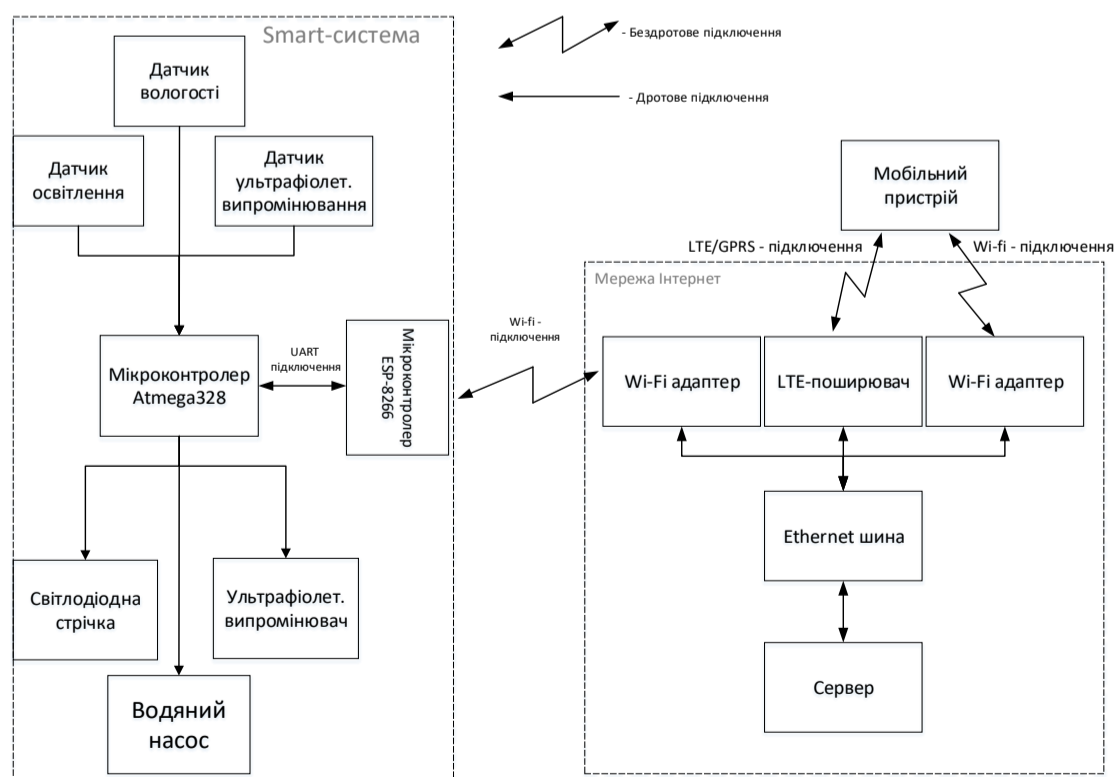 Smart-система
- Бездротове підключення
- Дротове підключення
Датчик
вологості
Датчик
освітлення
Датчик
ультрафіолет.
випромінювання
Мікроконтролер
Atmega328
UART
підключення
Мікроконтролер
ESP-8266
Світлодіодна
стрічка
Ультрафіолет.
випромінювач
Водяний
насос
Wi-fi -
підключення
Мобільний
пристрій
LTE/GPRS - підключення
Wi-fi - підключення
Мережа Інтернет
Wi-Fi адаптер
LTE-поширювач
Wi-Fi адаптер
Ethernet шина
Сервер